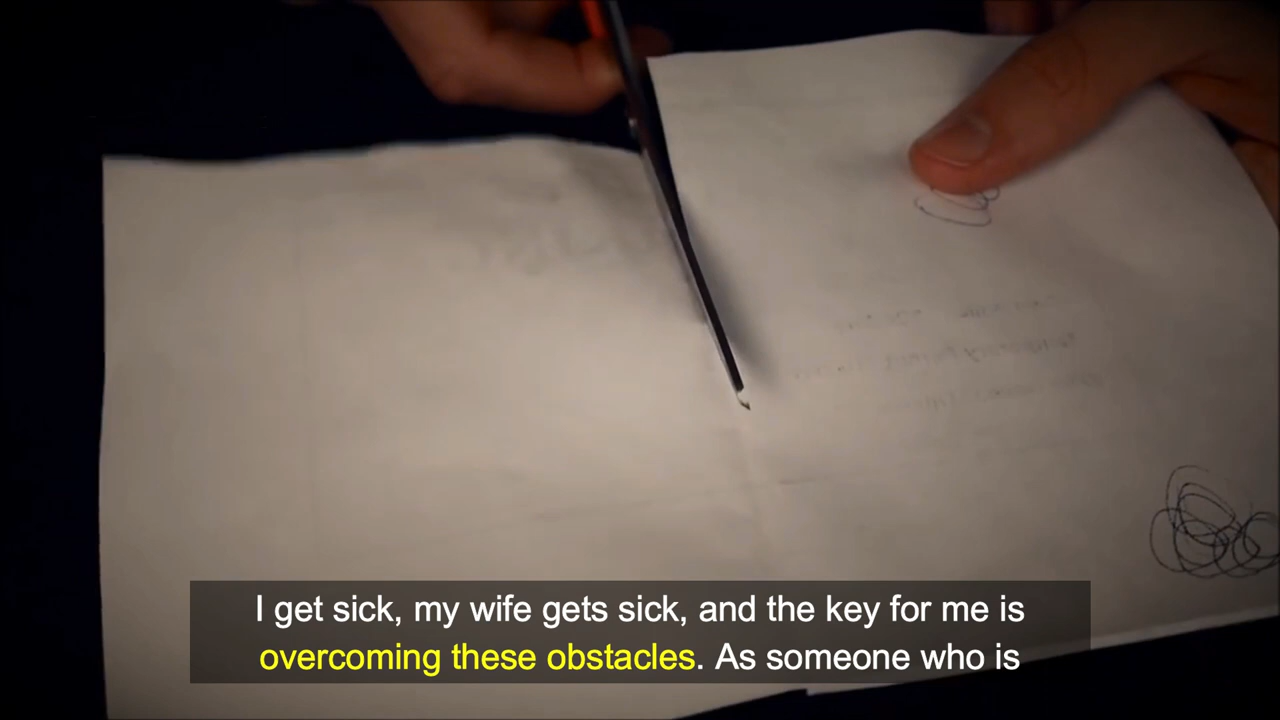 I get sick, my wife gets sick, and the key for me is
overcoming these obstacles. As someone who is